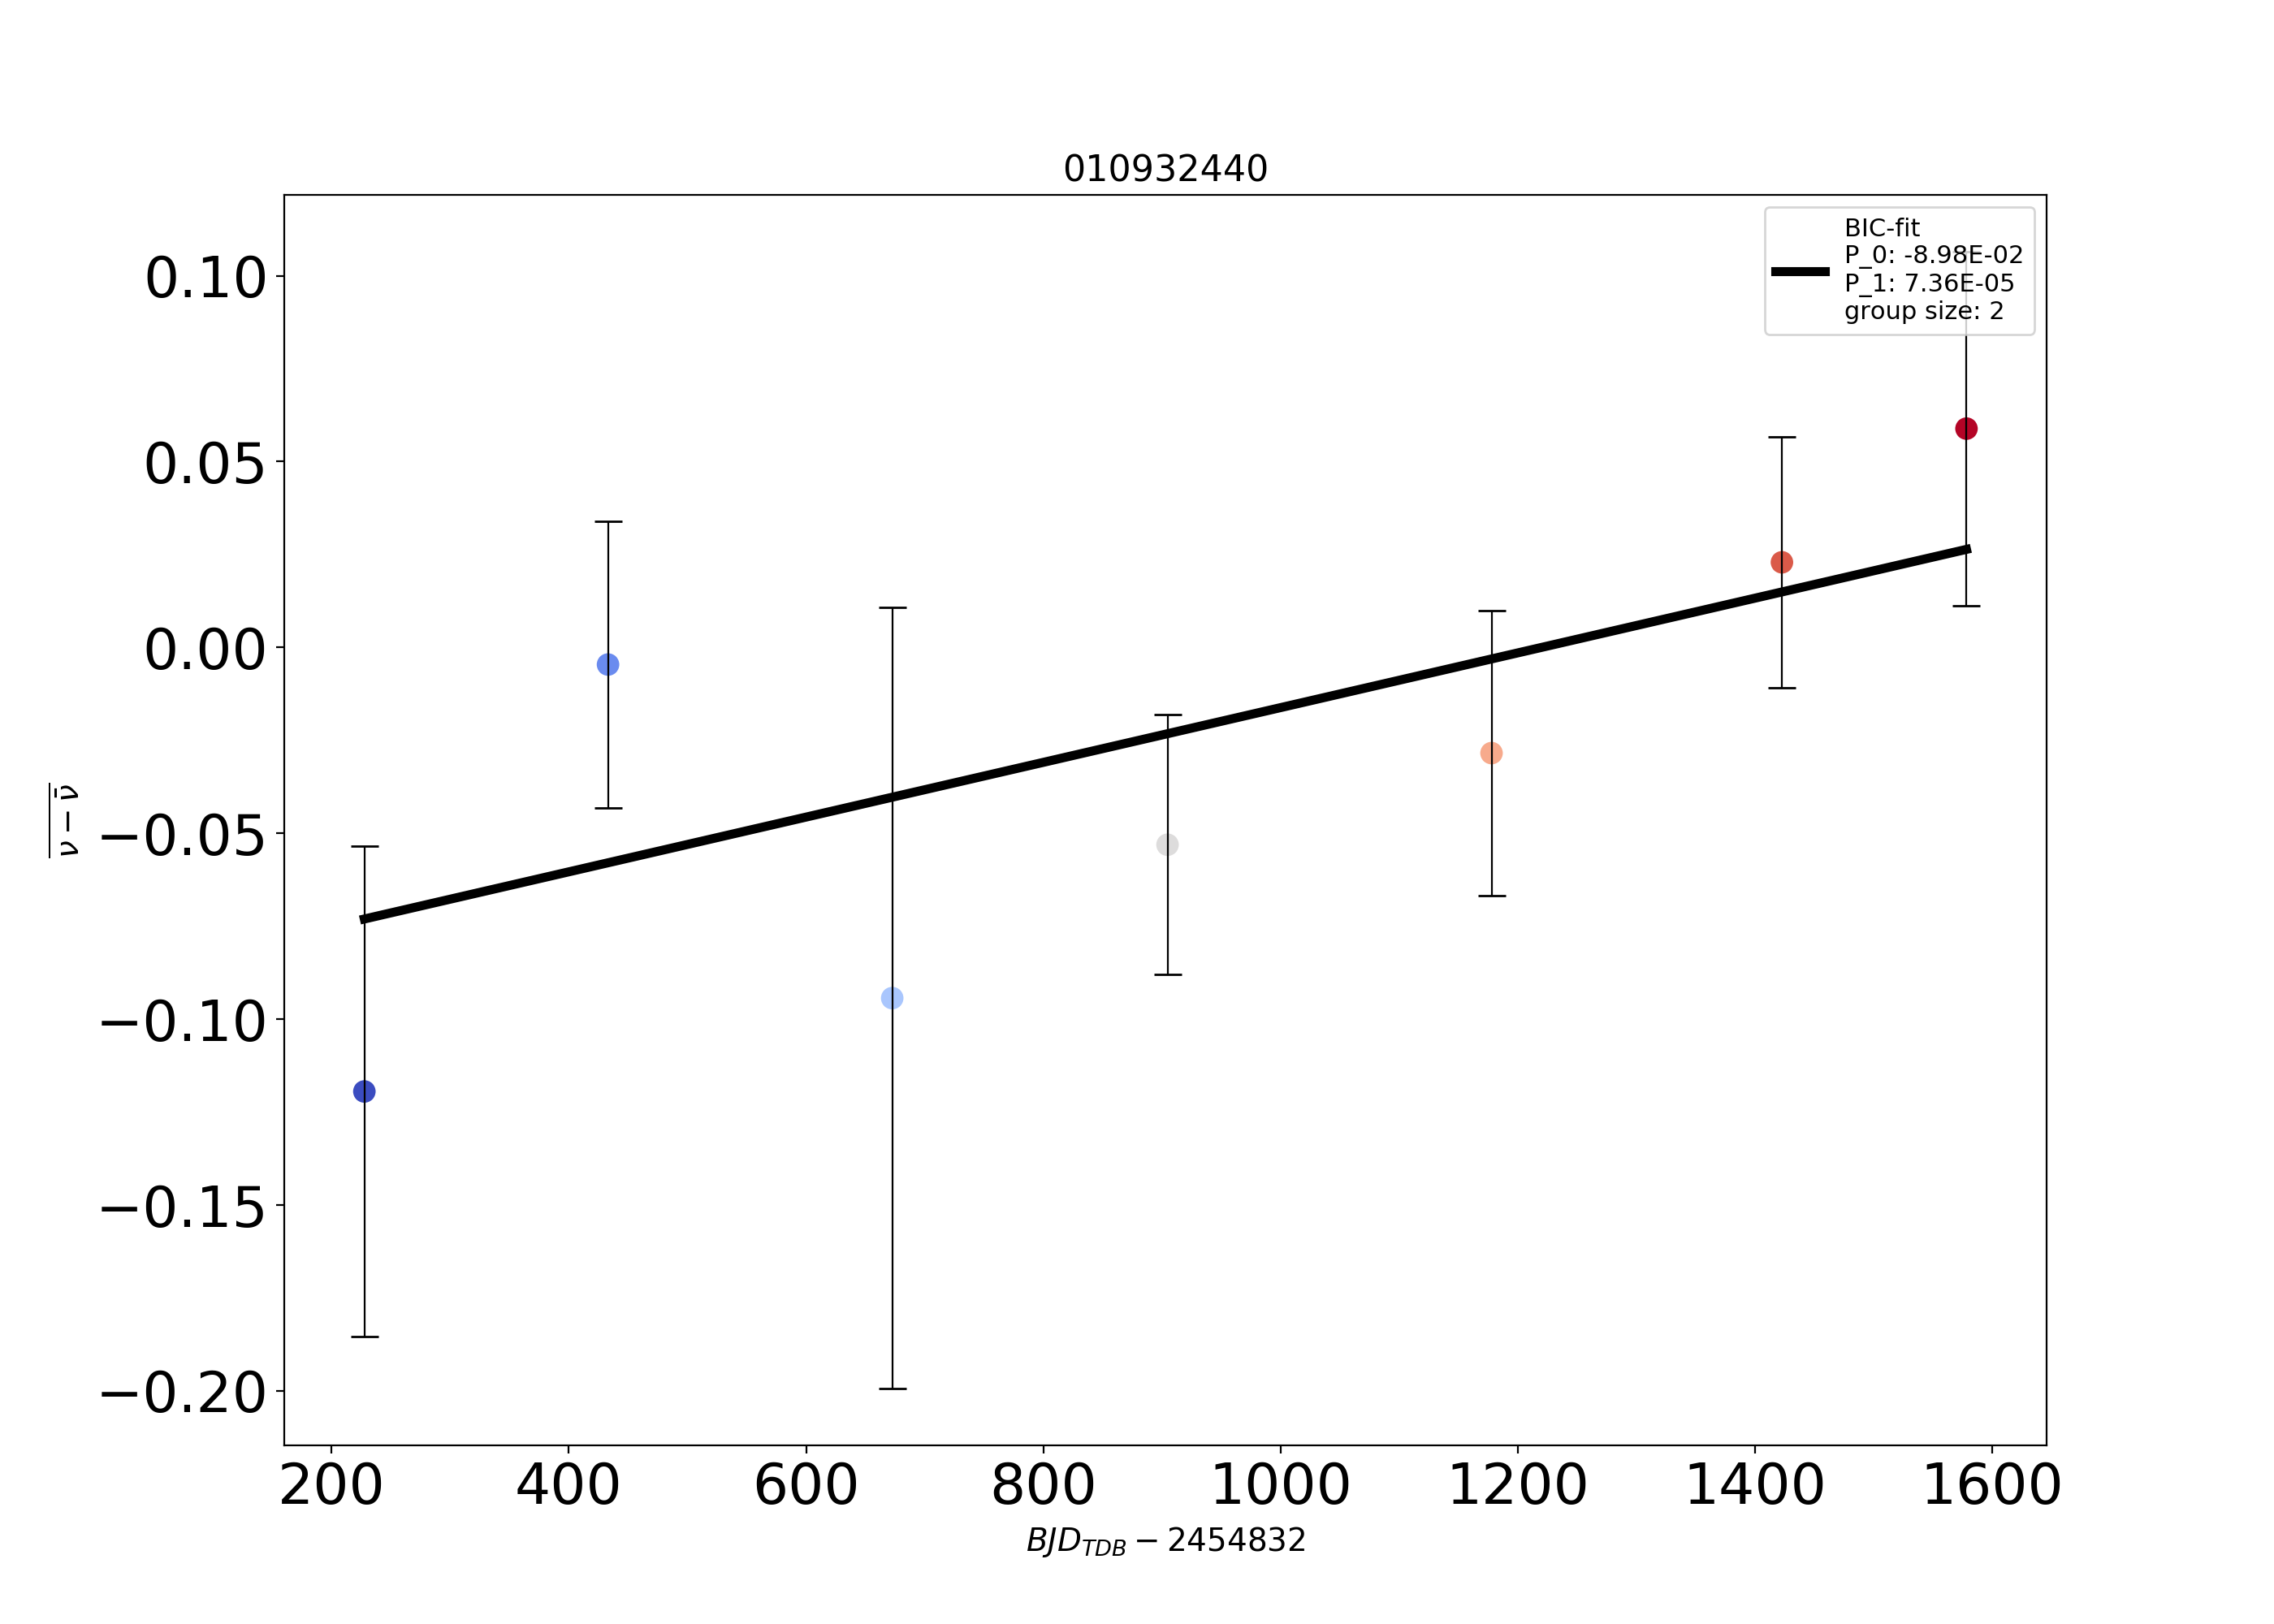 010932440
BIC-fit
P_0: -8.98E-02
P_1: 7.36E-05
group size: 2
0.10
0.05
0.00
−0.05
−0.10
−0.15
−0.20
ν − ν̄
200 400 600 800 1000 1200 1400 1600
BJD_TDB − 2454832